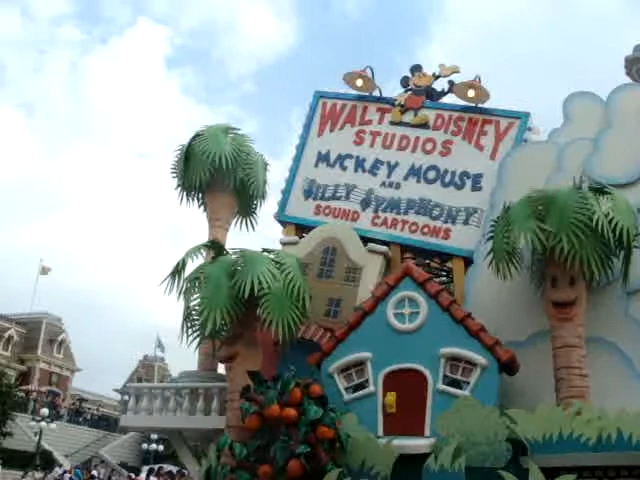 WALT DISNEY
STUDIOS
MICKEY MOUSE
AND
SILLY SYMPHONY
SOUND CARTOONS